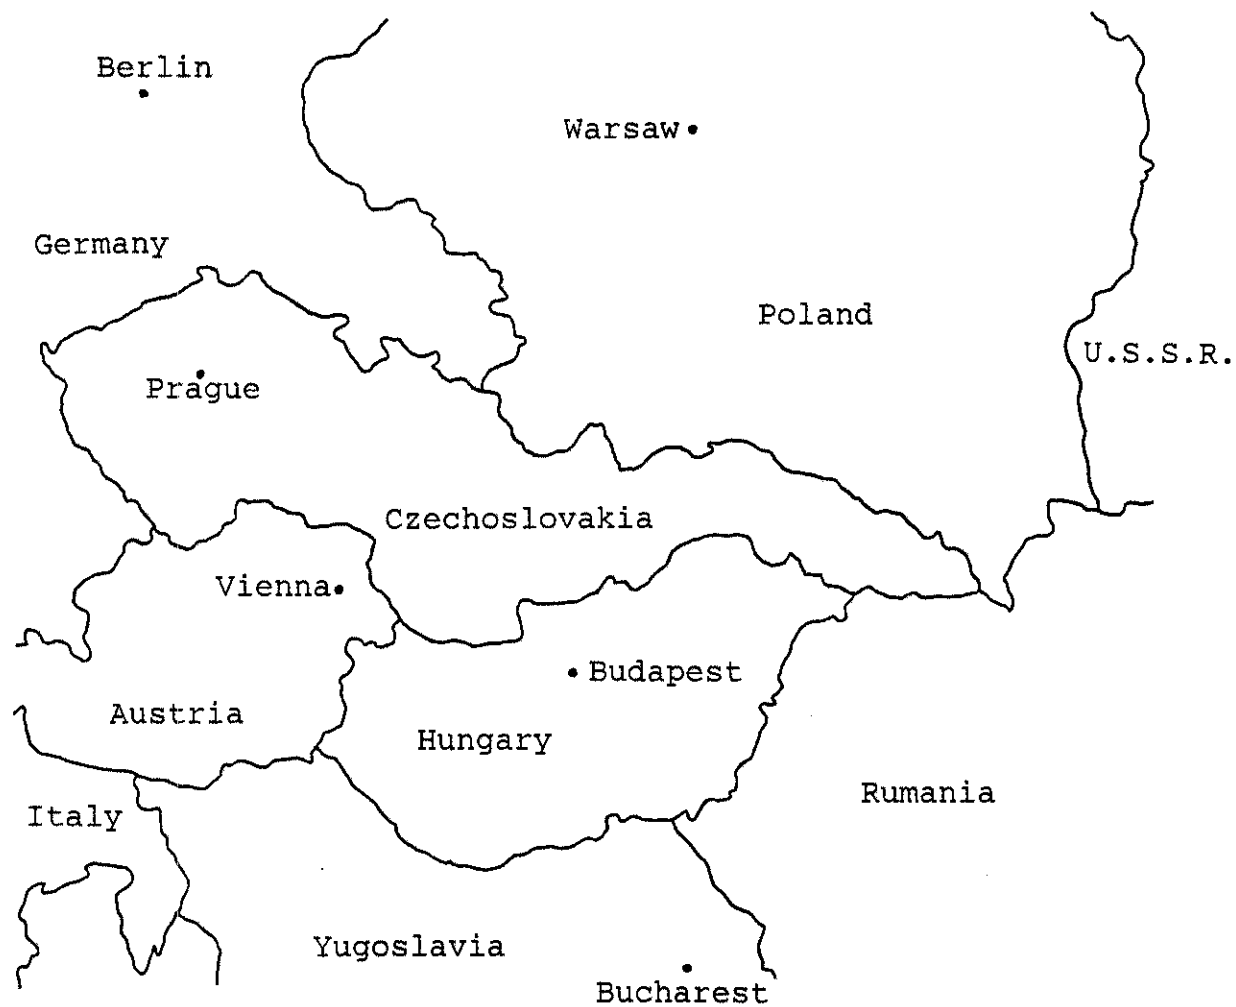 Berlin
Warsaw
Germany
Poland
U.S.S.R.
Prague
Czechoslovakia
Vienna
Budapest
Austria
Hungary
Rumania
Italy
Yugoslavia
Bucharest